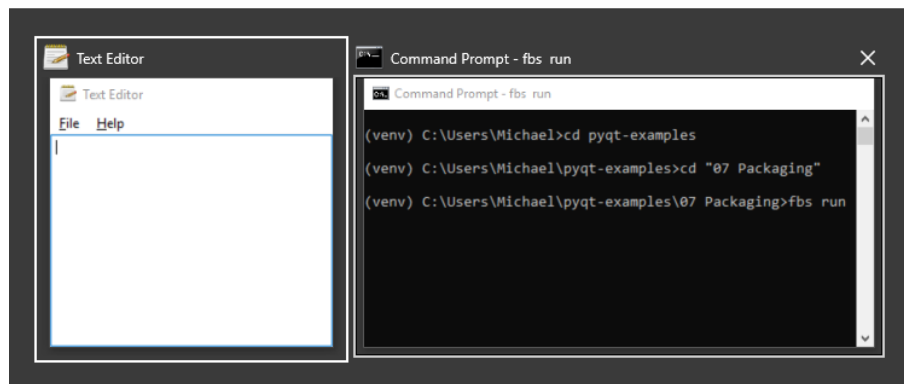 Text Editor
Text Editor
File Help
Command Prompt - fbs run
Command Prompt - fbs run
(venv) C:\Users\Michael>cd pyqt-examples
(venv) C:\Users\Michael\pyqt-examples>cd "07 Packaging"
(venv) C:\Users\Michael\pyqt-examples\07 Packaging>fbs run